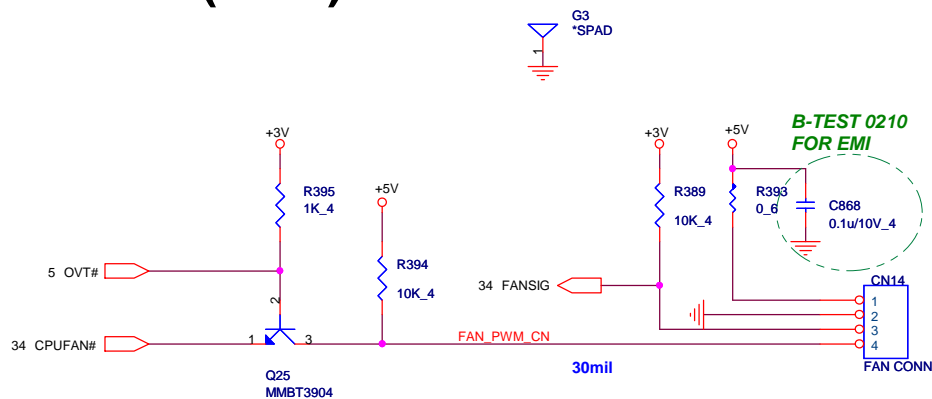 G3
*SPAD
1
B-TEST 0210
FOR EMI
+3V
+3V
+5V
R395
1K_4
+5V
R389
10K_4
R393
0_6
C868
0.1u/10V_4
R394
10K_4
5 OVT#
34 FANSIG
CN14
2
1
2
3
4
34 CPUFAN#
1
3
FAN_PWM_CN
30mil
FAN CONN
Q25
MMBT3904